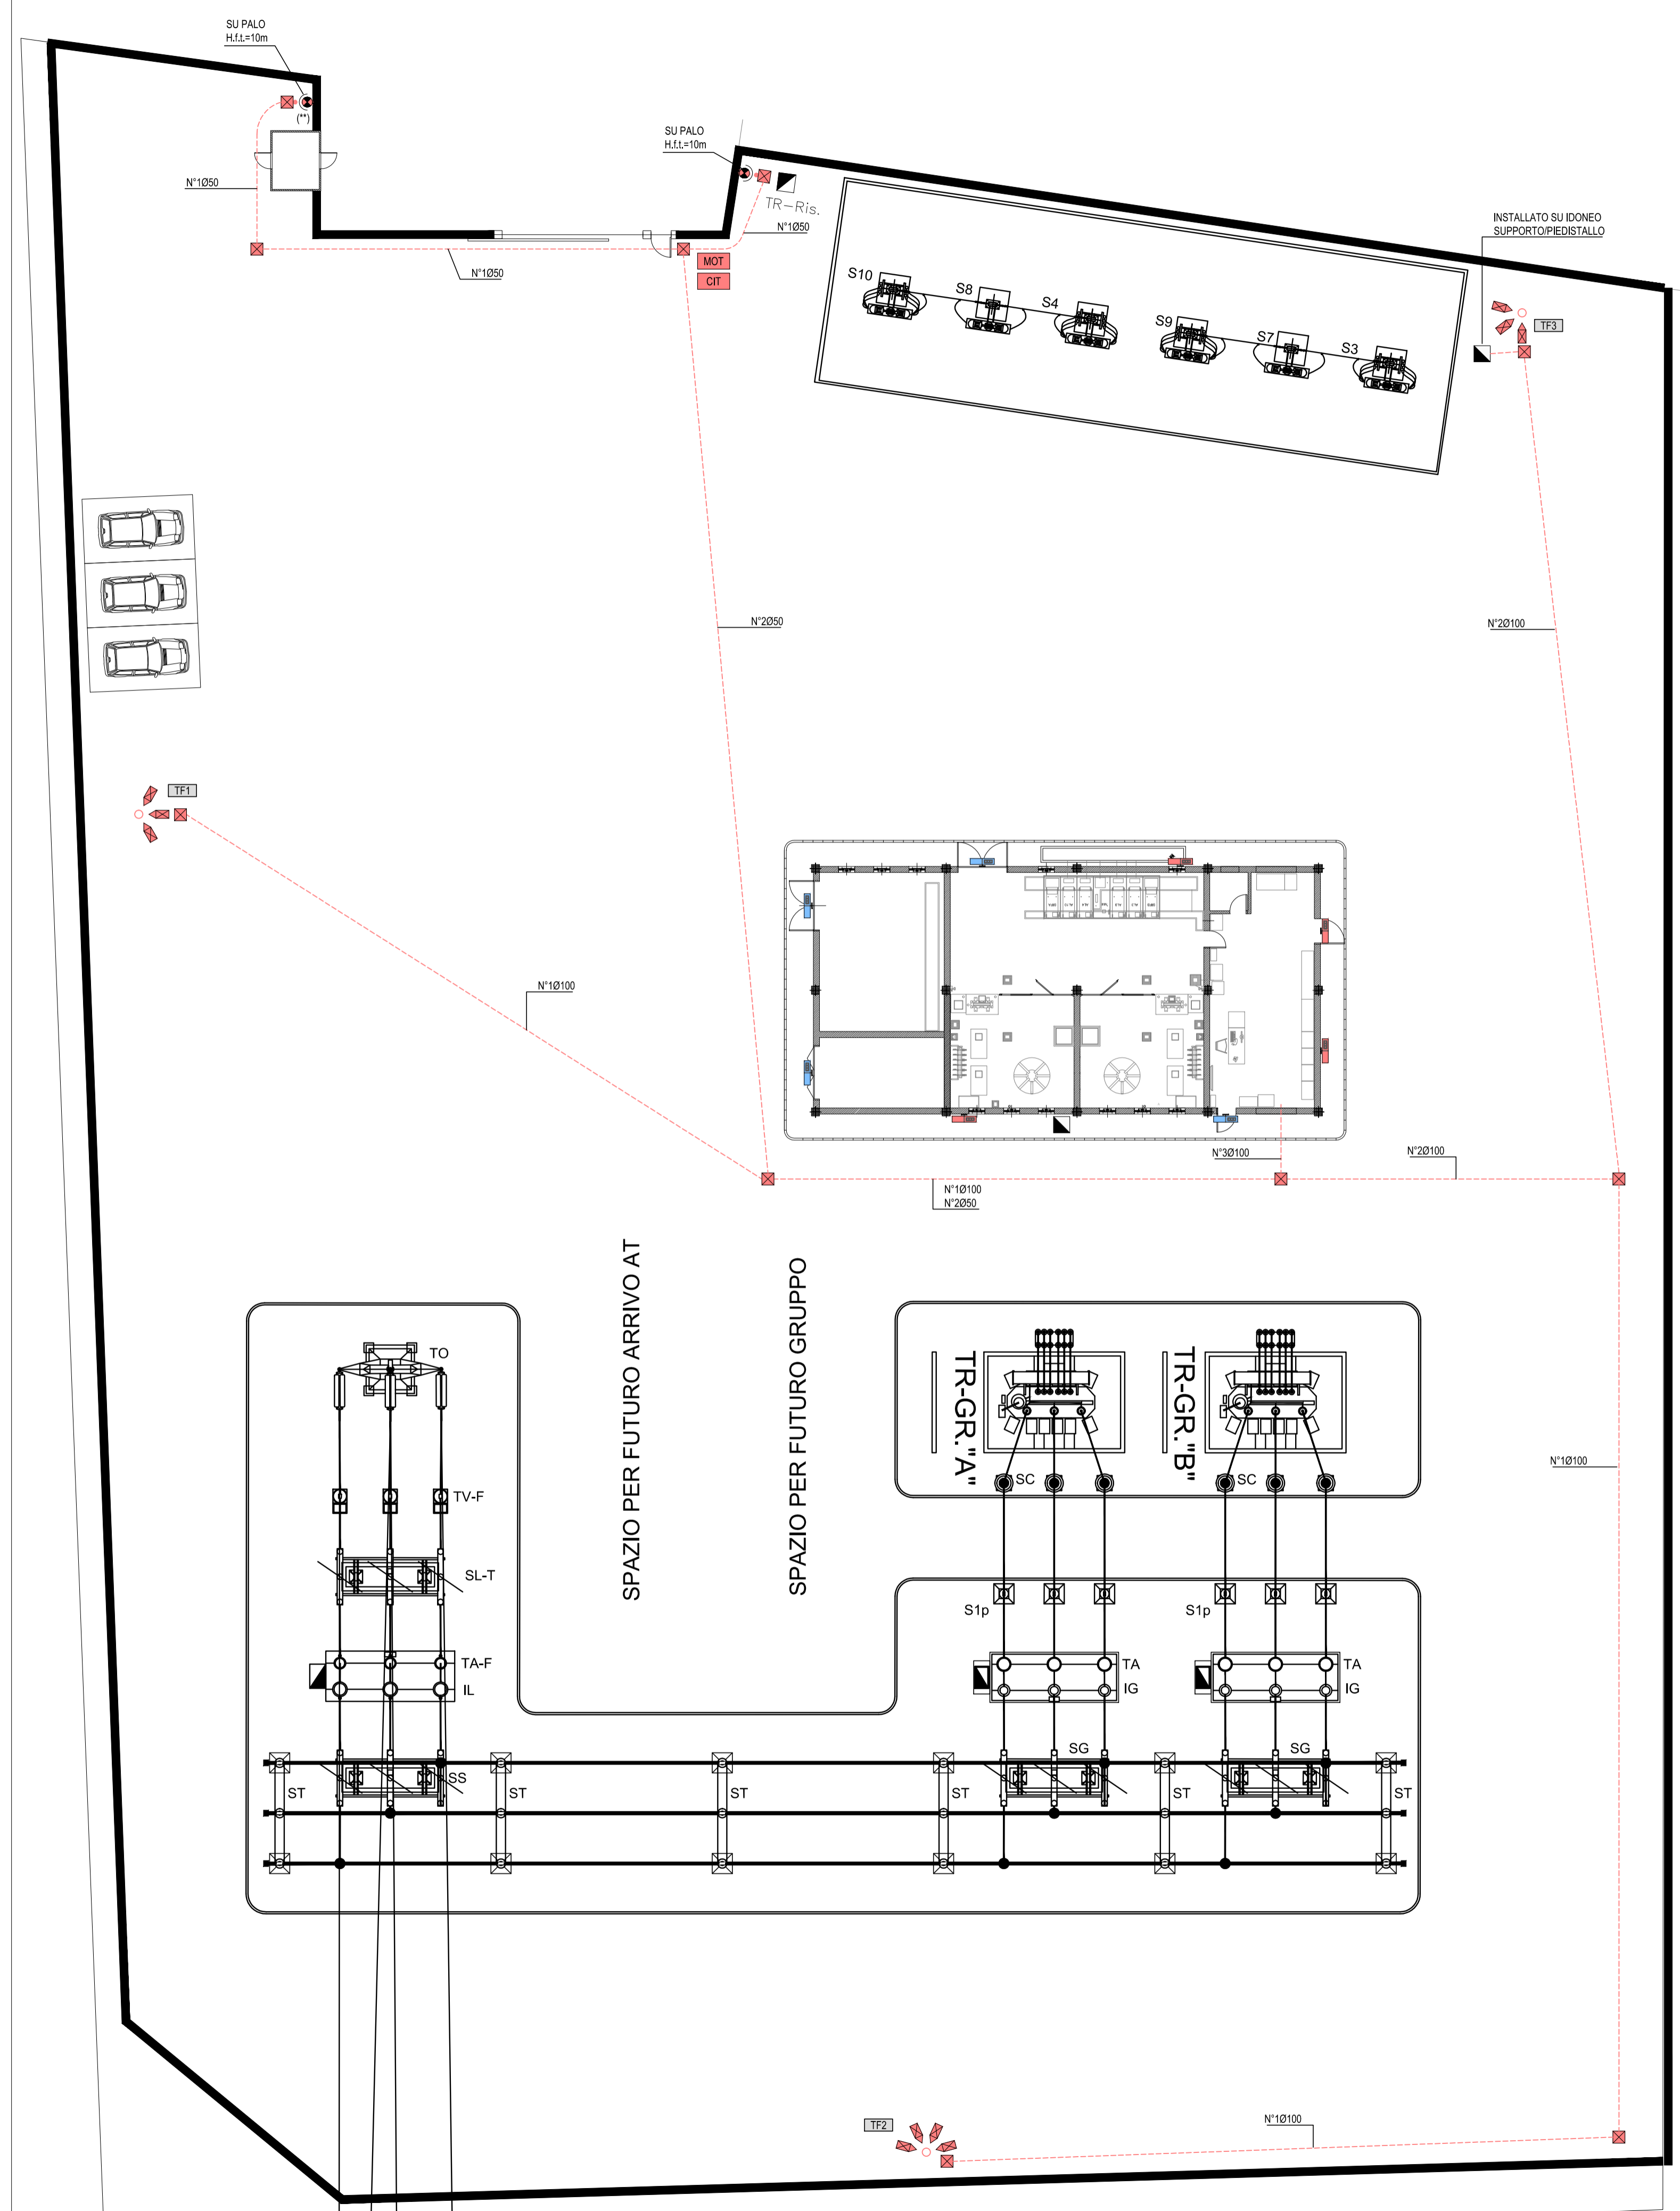 SU PALO
H.f.t.=10m
(**)
N°1Ø50
SU PALO
H.f.t.=10m
TR-Ris.
N°1Ø50
N°1Ø50
MOT
CIT
INSTALLATO SU IDONEO
SUPPORTO/PIEDISTALLO
TF3
S10
S8
S4
S9
S7
S3
N°2Ø50
N°2Ø100
TF1
N°1Ø100
N°3Ø100
N°2Ø100
N°1Ø100
N°2Ø50
SPAZIO PER FUTURO ARRIVO AT
SPAZIO PER FUTURO GRUPPO
TO
TR-GR."A"
TR-GR."B"
SC
SC
N°1Ø100
TV-F
SL-T
S1p
S1p
TA-F
IL
TA
IG
TA
IG
SS
SG
SG
ST
ST
ST
ST
ST
ST
TF2
N°1Ø100